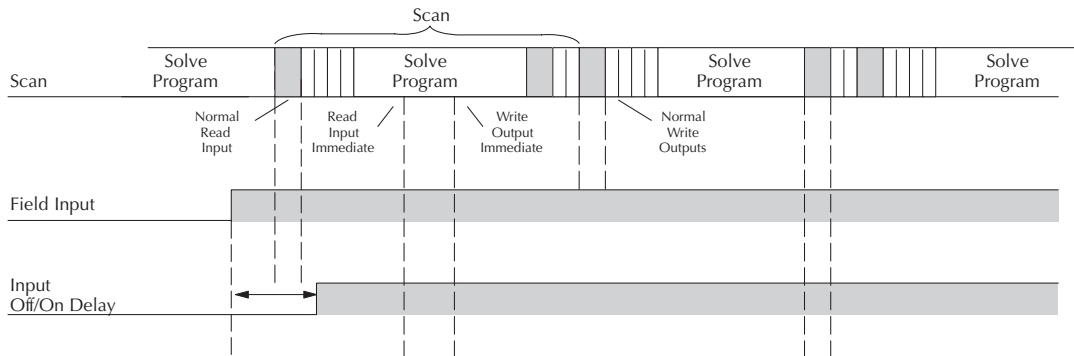 Scan
Scan
Solve
Program
Solve
Program
Solve
Program
Solve
Program
Normal
Read
Input
Read
Input
Immediate
Write
Output
Immediate
Normal
Write
Outputs
Field Input
Input
Off/On Delay